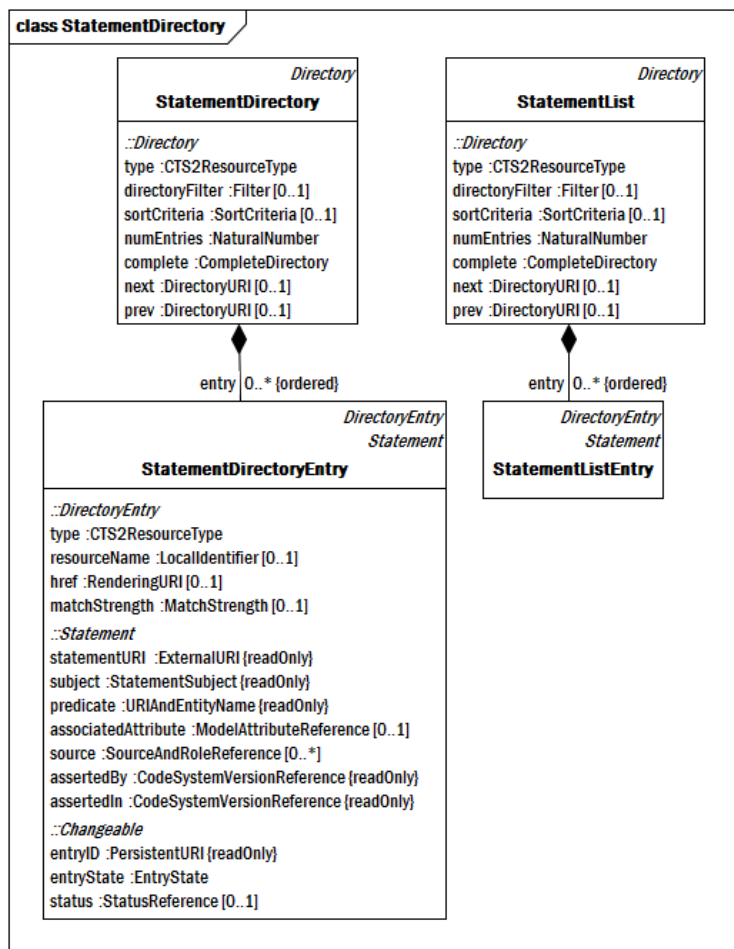 class StatementDirectory
Directory
StatementDirectory
::Directory
type :CTS2ResourceType
directoryFilter :Filter [0..1]
sortCriteria :SortCriteria [0..1]
numEntries :NaturalNumber
complete :CompleteDirectory
next :DirectoryURI [0..1]
prev :DirectoryURI [0..1]
Directory
StatementList
::Directory
type :CTS2ResourceType
directoryFilter :Filter [0..1]
sortCriteria :SortCriteria [0..1]
numEntries :NaturalNumber
complete :CompleteDirectory
next :DirectoryURI [0..1]
prev :DirectoryURI [0..1]
entry 0..* {ordered}
entry 0..* {ordered}
DirectoryEntry
Statement
StatementDirectoryEntry
::DirectoryEntry
type :CTS2ResourceType
resourceName :LocalIdentifier [0..1]
href :RenderingURI [0..1]
matchStrength :MatchStrength [0..1]
::Statement
statementURI :ExternalURI {readOnly}
subject :StatementSubject {readOnly}
predicate :URIAndEntityName {readOnly}
associatedAttribute :ModelAttributeReference [0..1]
source :SourceAndRoleReference [0..*]
assertedBy :CodeSystemVersionReference {readOnly}
assertedIn :CodeSystemVersionReference {readOnly}
::Changeable
entryID :PersistentURI {readOnly}
entryState :EntryState
status :StatusReference [0..1]
DirectoryEntry
Statement
StatementListEntry